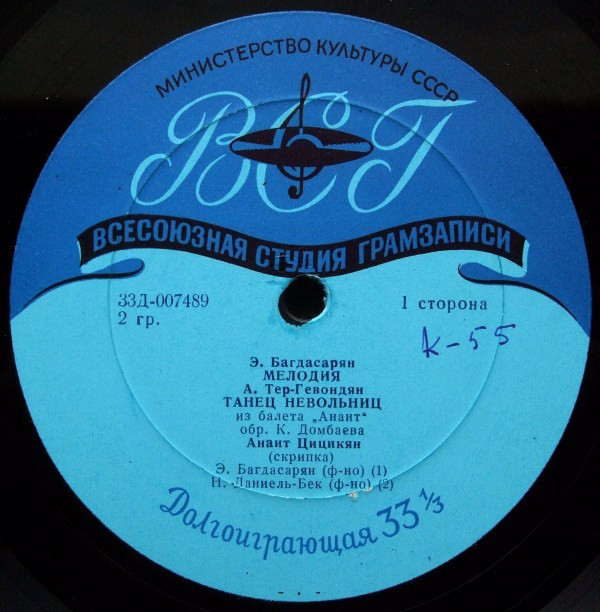 МИНИСТЕРСТВО КУЛЬТУРЫ СССР
ВСГ
ВСЕСОЮЗНАЯ СТУДИЯ ГРАМЗАПИСИ
33Д-007489
2 гр.
1 сторона
К-55
Э. Багдасарян
МЕЛОДИЯ
А. Тер-Гевондян
ТАНЕЦ НЕВОЛЬНИЦ
из балета „Анаит“
обр. К. Домбаева
Анаит Цицикян
(скрипка)
Э. Багдасарян (ф-но) (1)
Н. Даниель-Бек (ф-но) (2)
Долгоиграющая 33 1/3